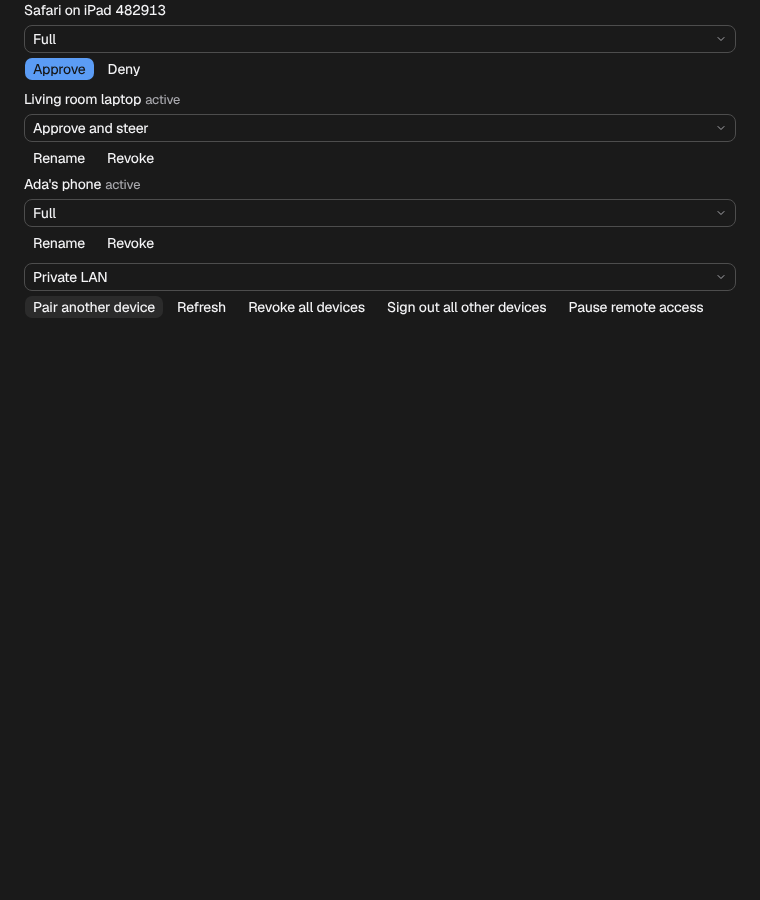 Safari on iPad 482913
Full
Approve Deny
Living room laptop active
Approve and steer
Rename Revoke
Ada's phone active
Full
Rename Revoke
Private LAN
Pair another device Refresh Revoke all devices Sign out all other devices Pause remote access